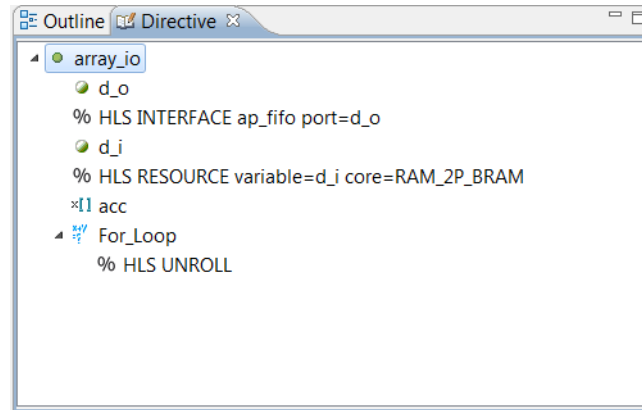 Outline Directive
array_io
d_o
% HLS INTERFACE ap_fifo port=d_o
d_i
% HLS RESOURCE variable=d_i core=RAM_2P_BRAM
×[] acc
For_Loop
% HLS UNROLL